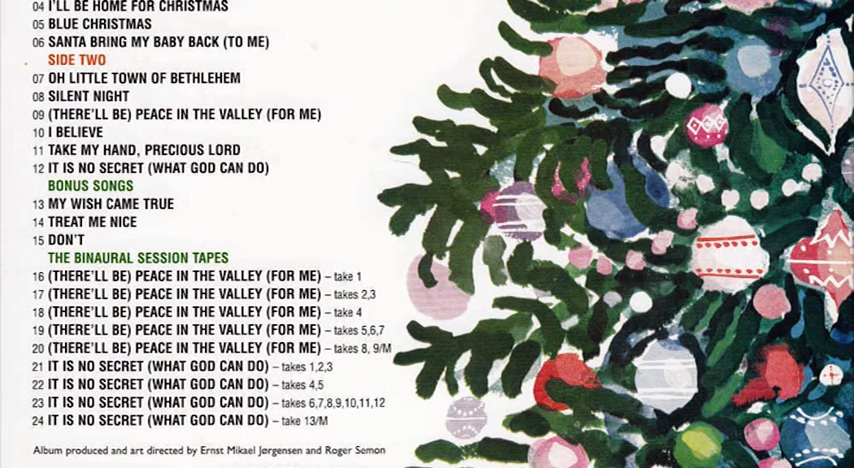 04 I'LL BE HOME FOR CHRISTMAS
05 BLUE CHRISTMAS
06 SANTA BRING MY BABY BACK (TO ME)
SIDE TWO
07 OH LITTLE TOWN OF BETHLEHEM
08 SILENT NIGHT
09 (THERE'LL BE) PEACE IN THE VALLEY (FOR ME)
10 I BELIEVE
11 TAKE MY HAND, PRECIOUS LORD
12 IT IS NO SECRET (WHAT GOD CAN DO)
BONUS SONGS
13 MY WISH CAME TRUE
14 TREAT ME NICE
15 DON'T
THE BINAURAL SESSION TAPES
16 (THERE'LL BE) PEACE IN THE VALLEY (FOR ME) – take 1
17 (THERE'LL BE) PEACE IN THE VALLEY (FOR ME) – takes 2,3
18 (THERE'LL BE) PEACE IN THE VALLEY (FOR ME) – take 4
19 (THERE'LL BE) PEACE IN THE VALLEY (FOR ME) – takes 5,6,7
20 (THERE'LL BE) PEACE IN THE VALLEY (FOR ME) – takes 8, 9/M
21 IT IS NO SECRET (WHAT GOD CAN DO) – takes 1,2,3
22 IT IS NO SECRET (WHAT GOD CAN DO) – takes 4,5
23 IT IS NO SECRET (WHAT GOD CAN DO) – takes 6,7,8,9,10,11,12
24 IT IS NO SECRET (WHAT GOD CAN DO) – take 13/M
Album produced and art directed by Ernst Mikael Jørgensen and Roger Semon